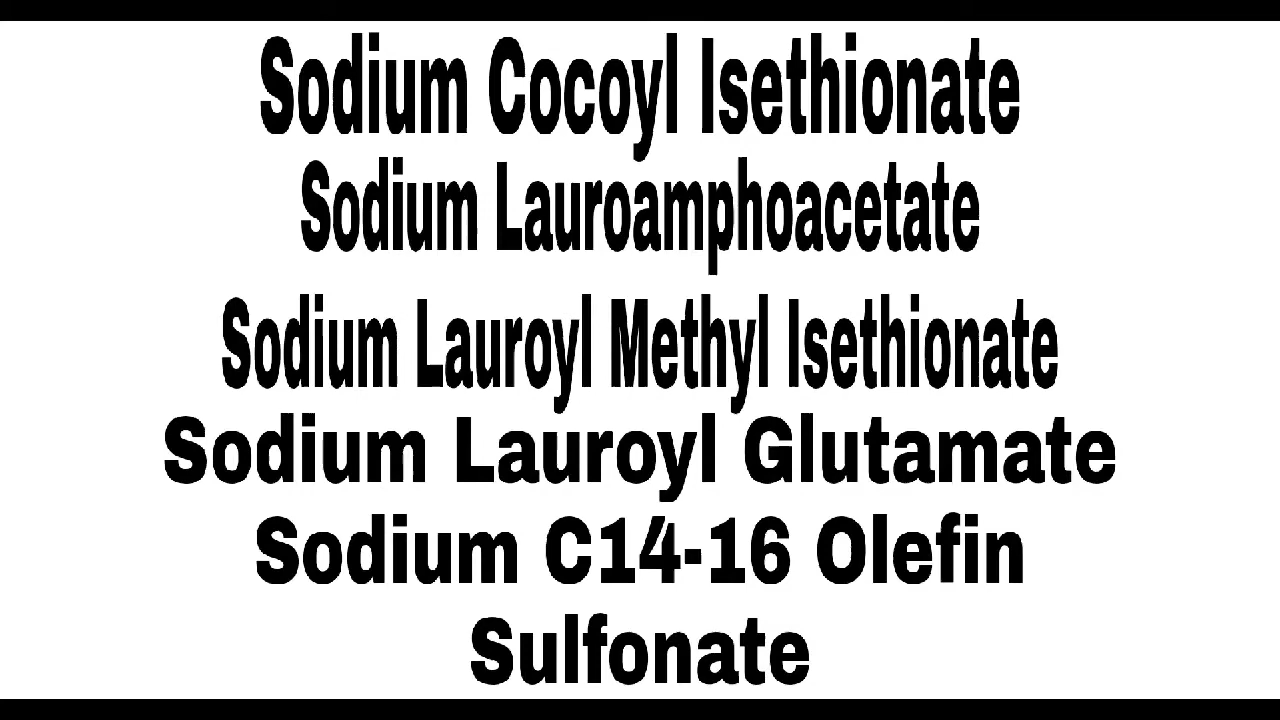 Sodium Cocoyl Isethionate
Sodium Lauroamphoacetate
Sodium Lauroyl Methyl Isethionate
Sodium Lauroyl Glutamate
Sodium C14-16 Olefin
Sulfonate